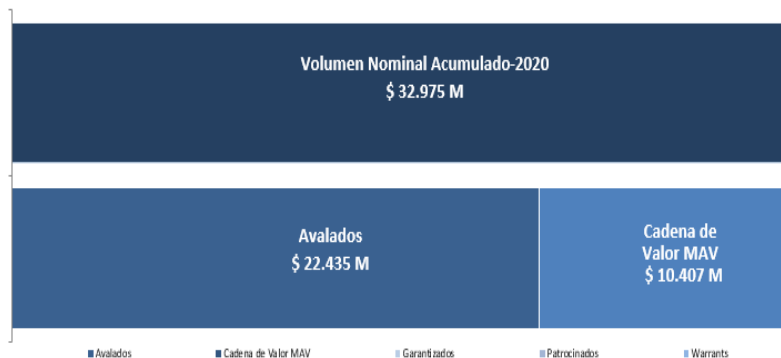 Volumen Nominal Acumulado-2020
$ 32.975 M
Avalados
$ 22.435 M
Cadena de
Valor MAV
$ 10.407 M
Avalados Cadena de Valor MAV Garantizados Patrocinados Warrants